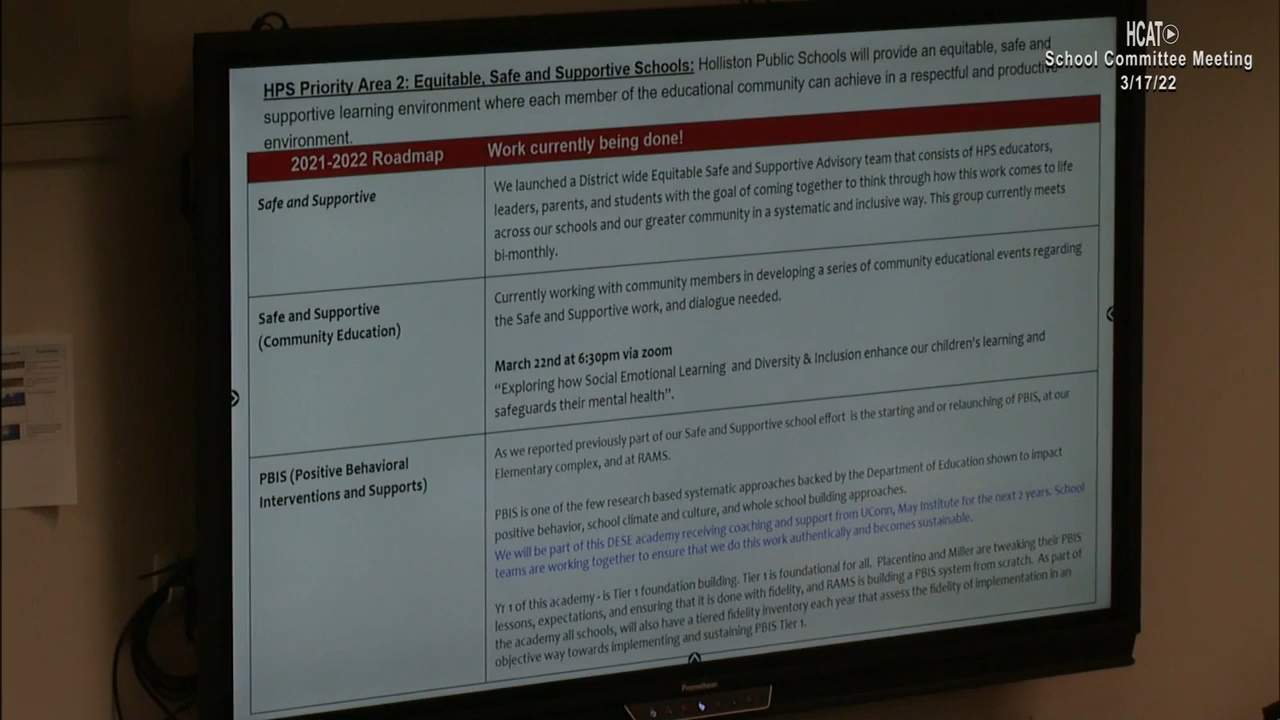 HCAT
School Committee Meeting
3/17/22
HPS Priority Area 2: Equitable, Safe and Supportive Schools: Holliston Public Schools will provide an equitable, safe and
supportive learning environment where each member of the educational community can achieve in a respectful and productive
environment.
2021-2022 Roadmap
Work currently being done!
Safe and Supportive
We launched a District wide Equitable Safe and Supportive Advisory team that consists of HPS educators,
leaders, parents, and students with the goal of coming together to think through how this work comes to life
across our schools and our greater community in a systematic and inclusive way. This group currently meets
bi-monthly.
Safe and Supportive
(Community Education)
Currently working with community members in developing a series of community educational events regarding
the Safe and Supportive work, and dialogue needed.
March 22nd at 6:30pm via zoom
“Exploring how Social Emotional Learning and Diversity & Inclusion enhance our children's learning and
safeguards their mental health”.
PBIS (Positive Behavioral
Interventions and Supports)
As we reported previously part of our Safe and Supportive school effort is the starting and or relaunching of PBIS, at our
Elementary complex, and at RAMS.
PBIS is one of the few research based systematic approaches backed by the Department of Education shown to impact
positive behavior, school climate and culture, and whole school building approaches.
We will be part of this DESE academy receiving coaching and support from UConn, May Institute for the next 2 years. School
teams are working together to ensure that we do this work authentically and becomes sustainable.
Yr 1 of this academy - is Tier 1 foundation building. Tier 1 is foundational for all. Placentino and Miller are tweaking their PBIS
lessons, expectations, and ensuring that it is done with fidelity, and RAMS is building a PBIS system from scratch. As part of
the academy all schools, will also have a tiered fidelity inventory each year that assess the fidelity of implementation in an
objective way towards implementing and sustaining PBIS Tier 1.
Promethean